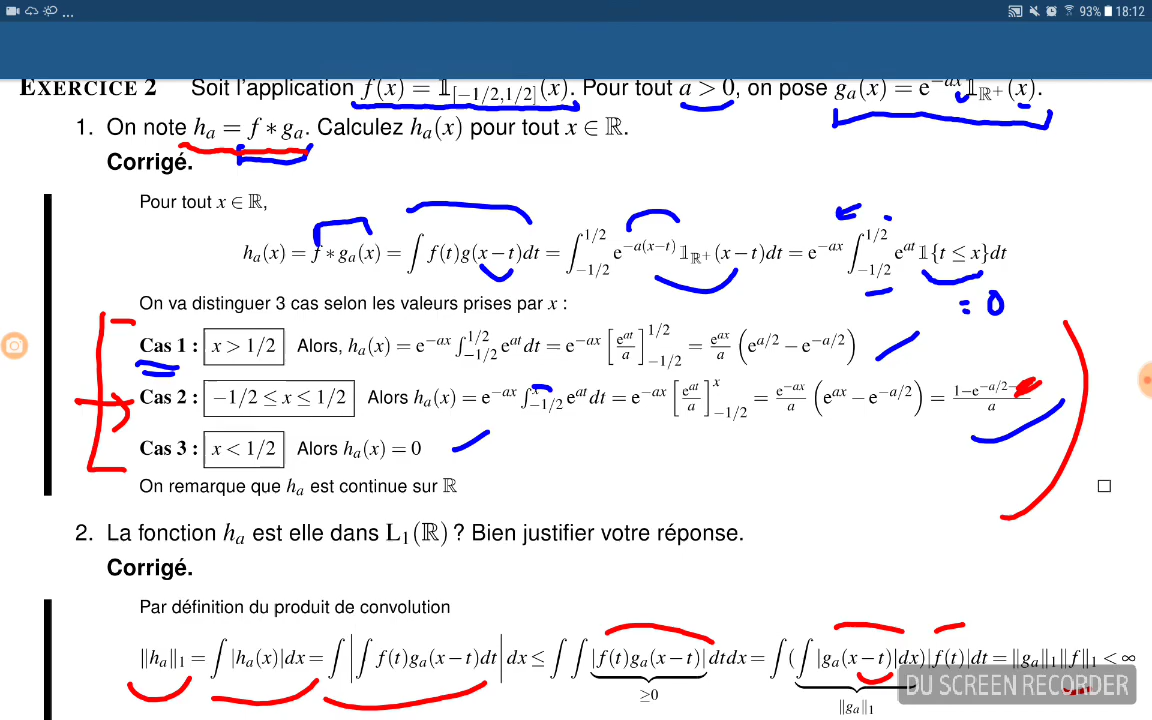 ... 93% 18:12
EXERCICE 2 Soit l'application f(x) = 𝟙[−1/2,1/2](x). Pour tout a > 0, on pose gₐ(x) = e^{−ax}𝟙_{ℝ⁺}(x).
1. On note hₐ = f ∗ gₐ. Calculez hₐ(x) pour tout x ∈ ℝ.
Corrigé.
Pour tout x ∈ ℝ,
hₐ(x) = f ∗ gₐ(x) = ∫ f(t)g(x−t)dt = ∫_{−1/2}^{1/2} e^{−a(x−t)}𝟙_{ℝ⁺}(x−t)dt = e^{−ax} ∫_{−1/2}^{1/2} e^{at} 𝟙{t ≤ x}dt
On va distinguer 3 cas selon les valeurs prises par x :
= 0
Cas 1 : x > 1/2 Alors, hₐ(x) = e^{−ax} ∫_{−1/2}^{1/2} e^{at}dt = e^{−ax} [e^{at}/a]_{−1/2}^{1/2} = e^{ax}/a (e^{a/2} − e^{−a/2})
Cas 2 : −1/2 ≤ x ≤ 1/2 Alors hₐ(x) = e^{−ax} ∫_{−1/2}^{x} e^{at}dt = e^{−ax} [e^{at}/a]_{−1/2}^{x} = e^{−ax}/a (e^{ax} − e^{−a/2}) = 1−e^{−a/2−}/a
Cas 3 : x < 1/2 Alors hₐ(x) = 0
On remarque que hₐ est continue sur ℝ
2. La fonction hₐ est elle dans L₁(ℝ) ? Bien justifier votre réponse.
Corrigé.
Par définition du produit de convolution
‖hₐ‖₁ = ∫ |hₐ(x)|dx = ∫ |∫ f(t)gₐ(x−t)dt| dx ≤ ∫ ∫ |f(t)gₐ(x−t)| dtdx = ∫ (∫ |gₐ(x−t)|dx)|f(t)|dt = ‖gₐ‖₁‖f‖₁ < ∞
≥0 ‖gₐ‖₁
DU SCREEN RECORDER